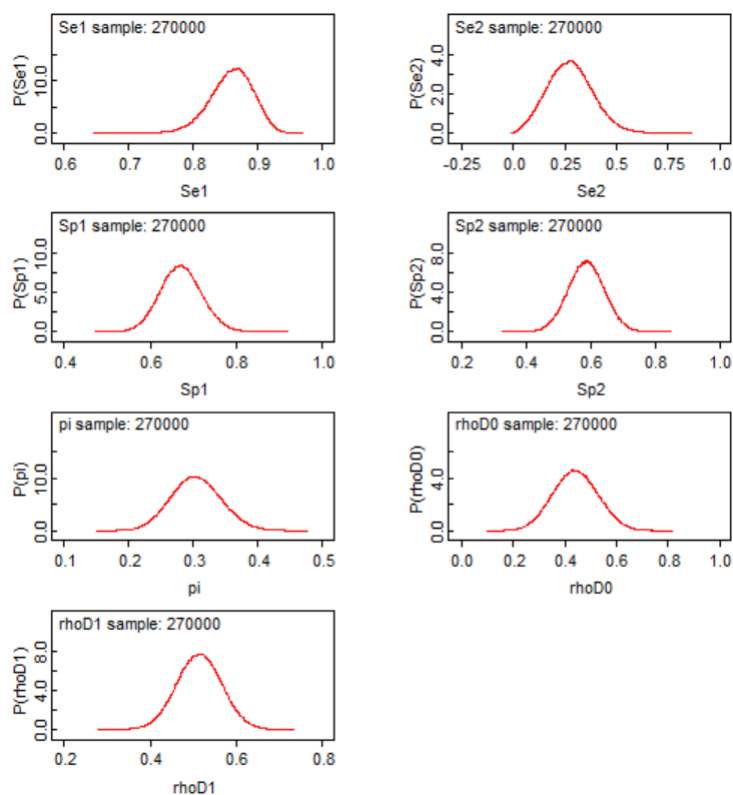 Se1 sample: 270000
P(Se1)
0.0 10.0
0.6 0.7 0.8 0.9 1.0
Se1
Se2 sample: 270000
P(Se2)
0.0 2.0 4.0
-0.25 0.0 0.25 0.5 0.75 1.0
Se2
Sp1 sample: 270000
P(Sp1)
0.0 5.0 10.0
0.4 0.6 0.8 1.0
Sp1
Sp2 sample: 270000
P(Sp2)
0.0 4.0 8.0
0.2 0.4 0.6 0.8 1.0
Sp2
pi sample: 270000
P(pi)
0.0 10.0
0.1 0.2 0.3 0.4 0.5
pi
rhoD0 sample: 270000
P(rhoD0)
0.0 4.0
0.0 0.2 0.4 0.6 0.8 1.0
rhoD0
rhoD1 sample: 270000
P(rhoD1)
0.0 4.0 8.0
0.2 0.4 0.6 0.8
rhoD1